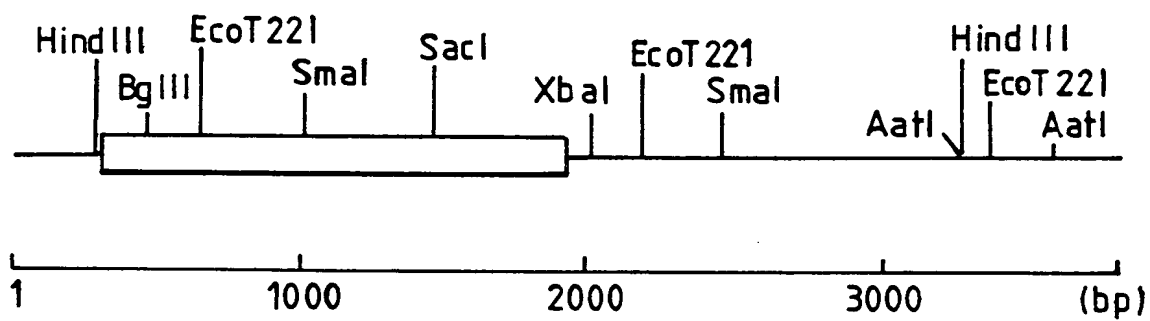 HindIII
BglII
EcoT22I
SmaI
SacI
XbaI
EcoT22I
SmaI
AatI
HindIII
EcoT22I
AatI
1 1000 2000 3000 (bp)